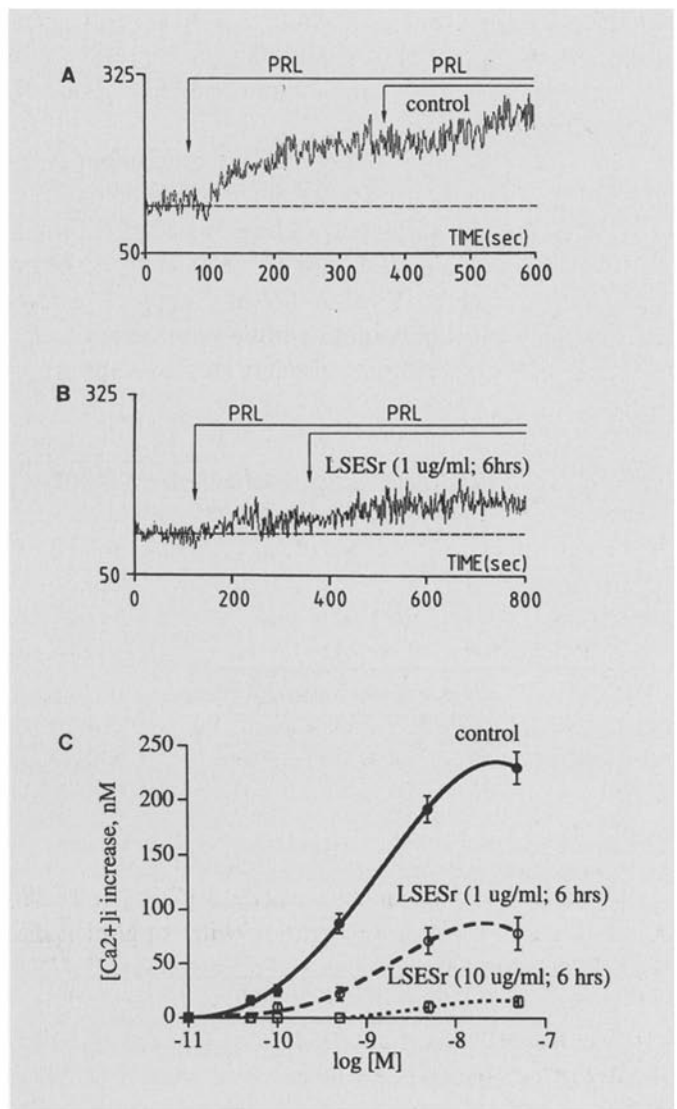 A
325
PRL PRL
control
TIME(sec)
50
0 100 200 300 400 500 600
B
325
PRL PRL
LSESr (1 ug/ml; 6hrs)
TIME(sec)
50
0 200 400 600 800
C
control
250
200
150
100
50
0
[Ca2+]i increase, nM
LSESr (1 ug/ml; 6 hrs)
LSESr (10 ug/ml; 6 hrs)
-11 -10 -9 -8 -7
log [M]